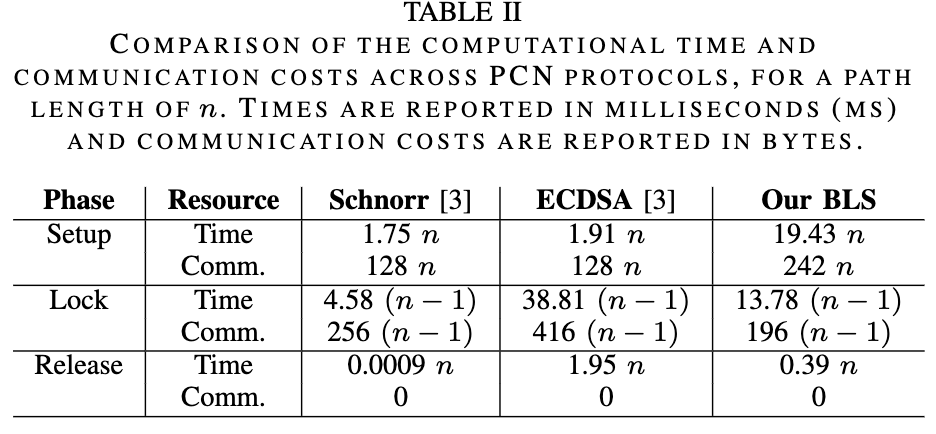 TABLE II
COMPARISON OF THE COMPUTATIONAL TIME AND
COMMUNICATION COSTS ACROSS PCN PROTOCOLS, FOR A PATH
LENGTH OF n. TIMES ARE REPORTED IN MILLISECONDS (MS)
AND COMMUNICATION COSTS ARE REPORTED IN BYTES.
Phase Resource Schnorr [3] ECDSA [3] Our BLS
Setup Time 1.75 n 1.91 n 19.43 n
Comm. 128 n 128 n 242 n
Lock Time 4.58 (n − 1) 38.81 (n − 1) 13.78 (n − 1)
Comm. 256 (n − 1) 416 (n − 1) 196 (n − 1)
Release Time 0.0009 n 1.95 n 0.39 n
Comm. 0 0 0